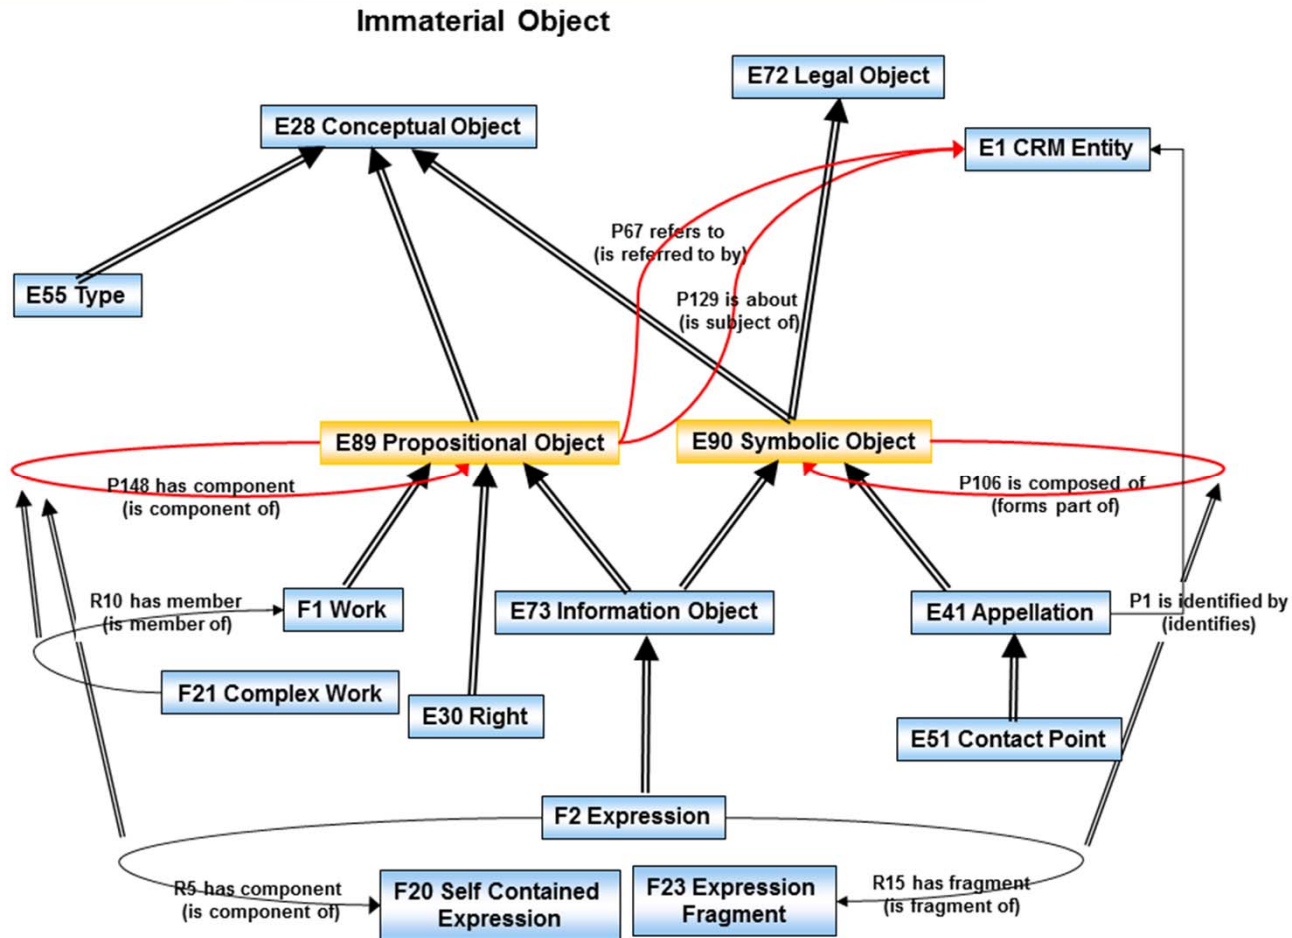 Immaterial Object
E72 Legal Object
E28 Conceptual Object
E1 CRM Entity
P67 refers to
(is referred to by)
E55 Type
P129 is about
(is subject of)
E89 Propositional Object
E90 Symbolic Object
P148 has component
(is component of)
P106 is composed of
(forms part of)
R10 has member
(is member of)
F1 Work
E73 Information Object
E41 Appellation
P1 is identified by
(identifies)
F21 Complex Work
E30 Right
E51 Contact Point
F2 Expression
R5 has component
(is component of)
F20 Self Contained
Expression
F23 Expression
Fragment
R15 has fragment
(is fragment of)